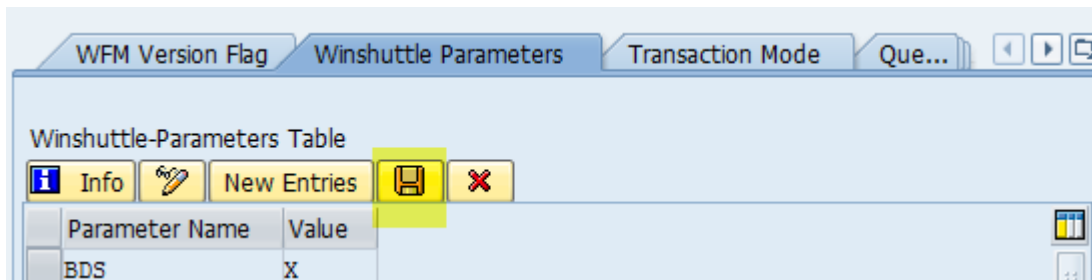 WFM Version Flag Winshuttle Parameters Transaction Mode Que...
Winshuttle-Parameters Table
Info New Entries
Parameter Name Value
BDS X